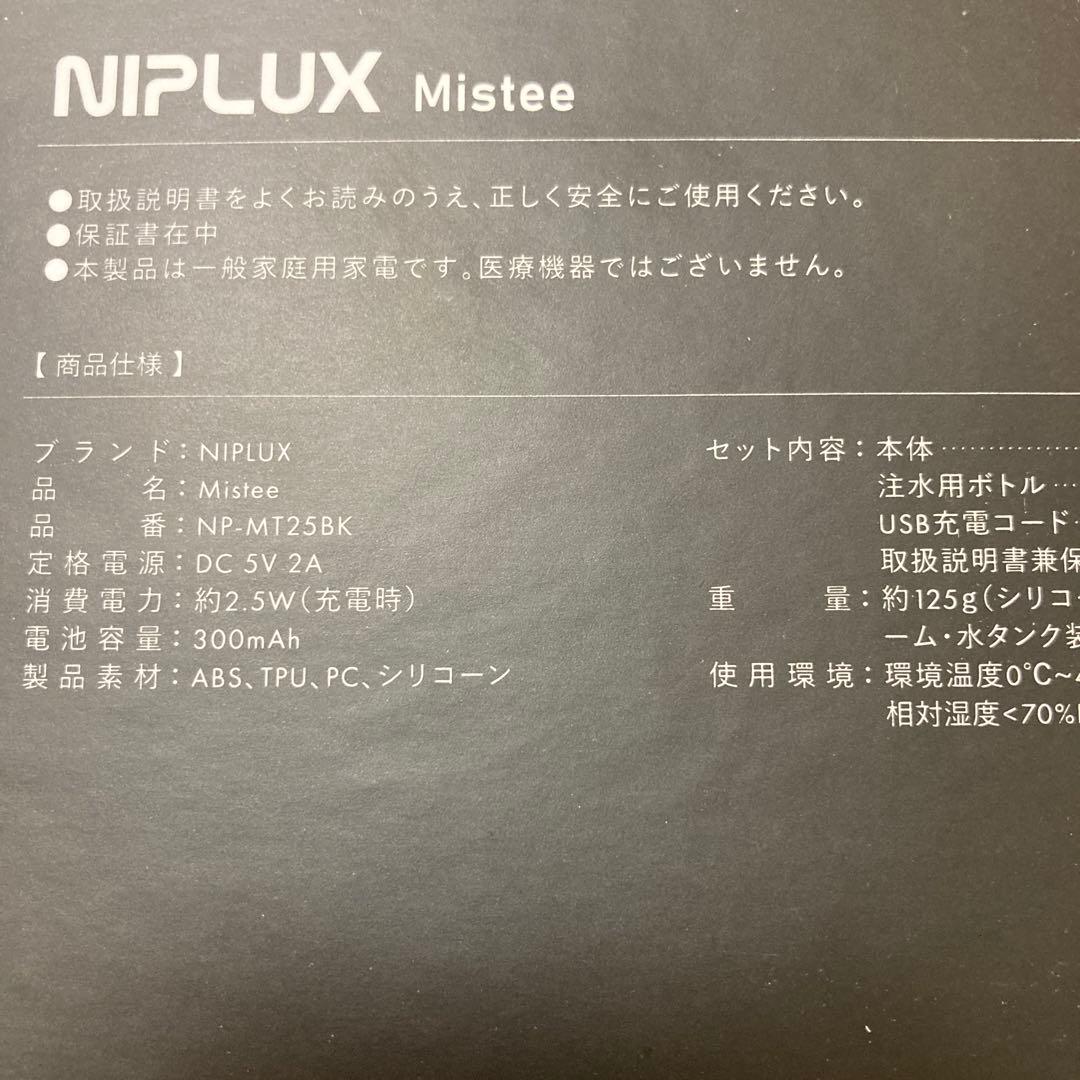 NIPLUX Mistee
●取扱説明書をよくお読みのうえ、正しく安全にご使用ください。
●保証書在中
●本製品は一般家庭用家電です。医療機器ではございません。
【 商品仕様 】
ブランド：NIPLUX
品名：Mistee
品番：NP-MT25BK
定格電源：DC 5V 2A
消費電力：約2.5W（充電時）
電池容量：300mAh
製品素材：ABS、TPU、PC、シリコーン
セット内容：本体
注水用ボトル
USB充電コード
取扱説明書兼保
重量：約125g（シリコ
ーム・水タンク装
使用環境：環境温度0℃~
相対湿度<70%